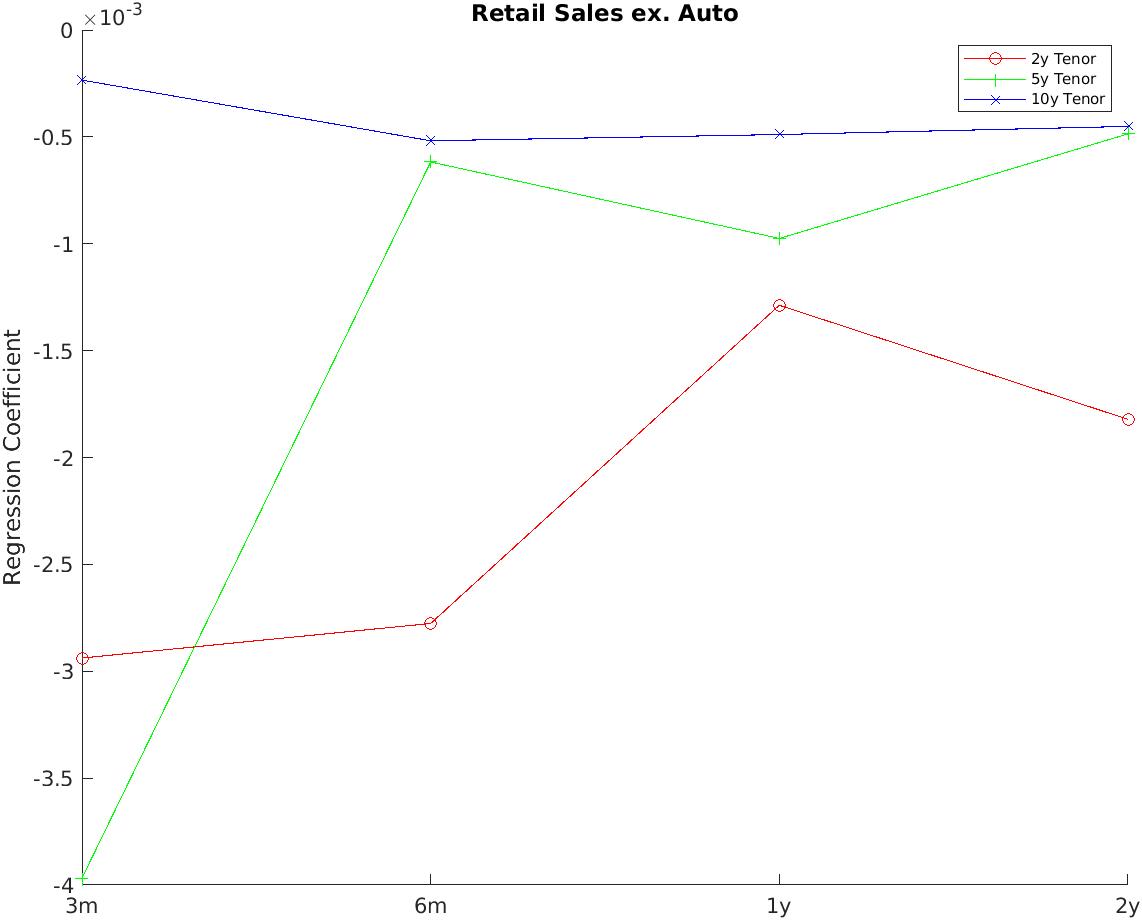 Retail Sales ex. Auto
×10-3
0
-0.5
-1
-1.5
-2
-2.5
-3
-3.5
-4
Regression Coefficient
3m
6m
1y
2y
2y Tenor
5y Tenor
10y Tenor